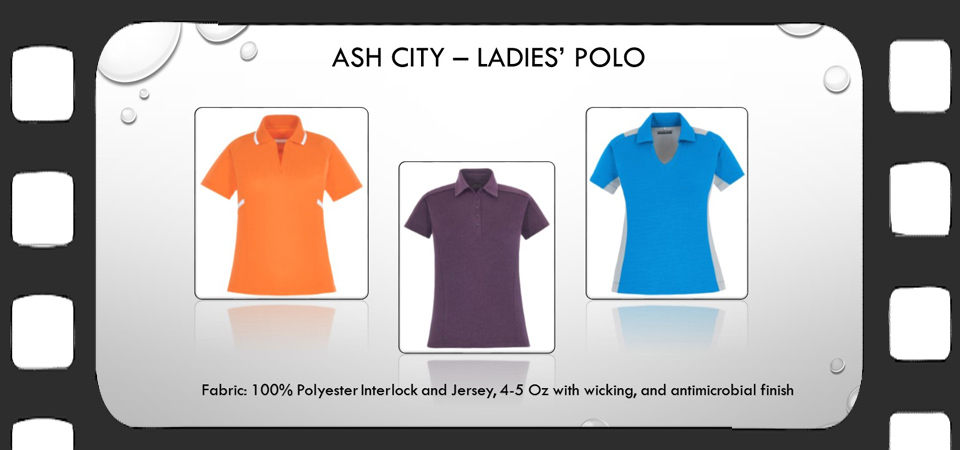 ASH CITY – LADIES’ POLO
Fabric: 100% Polyester Interlock and Jersey, 4-5 Oz with wicking, and antimicrobial finish